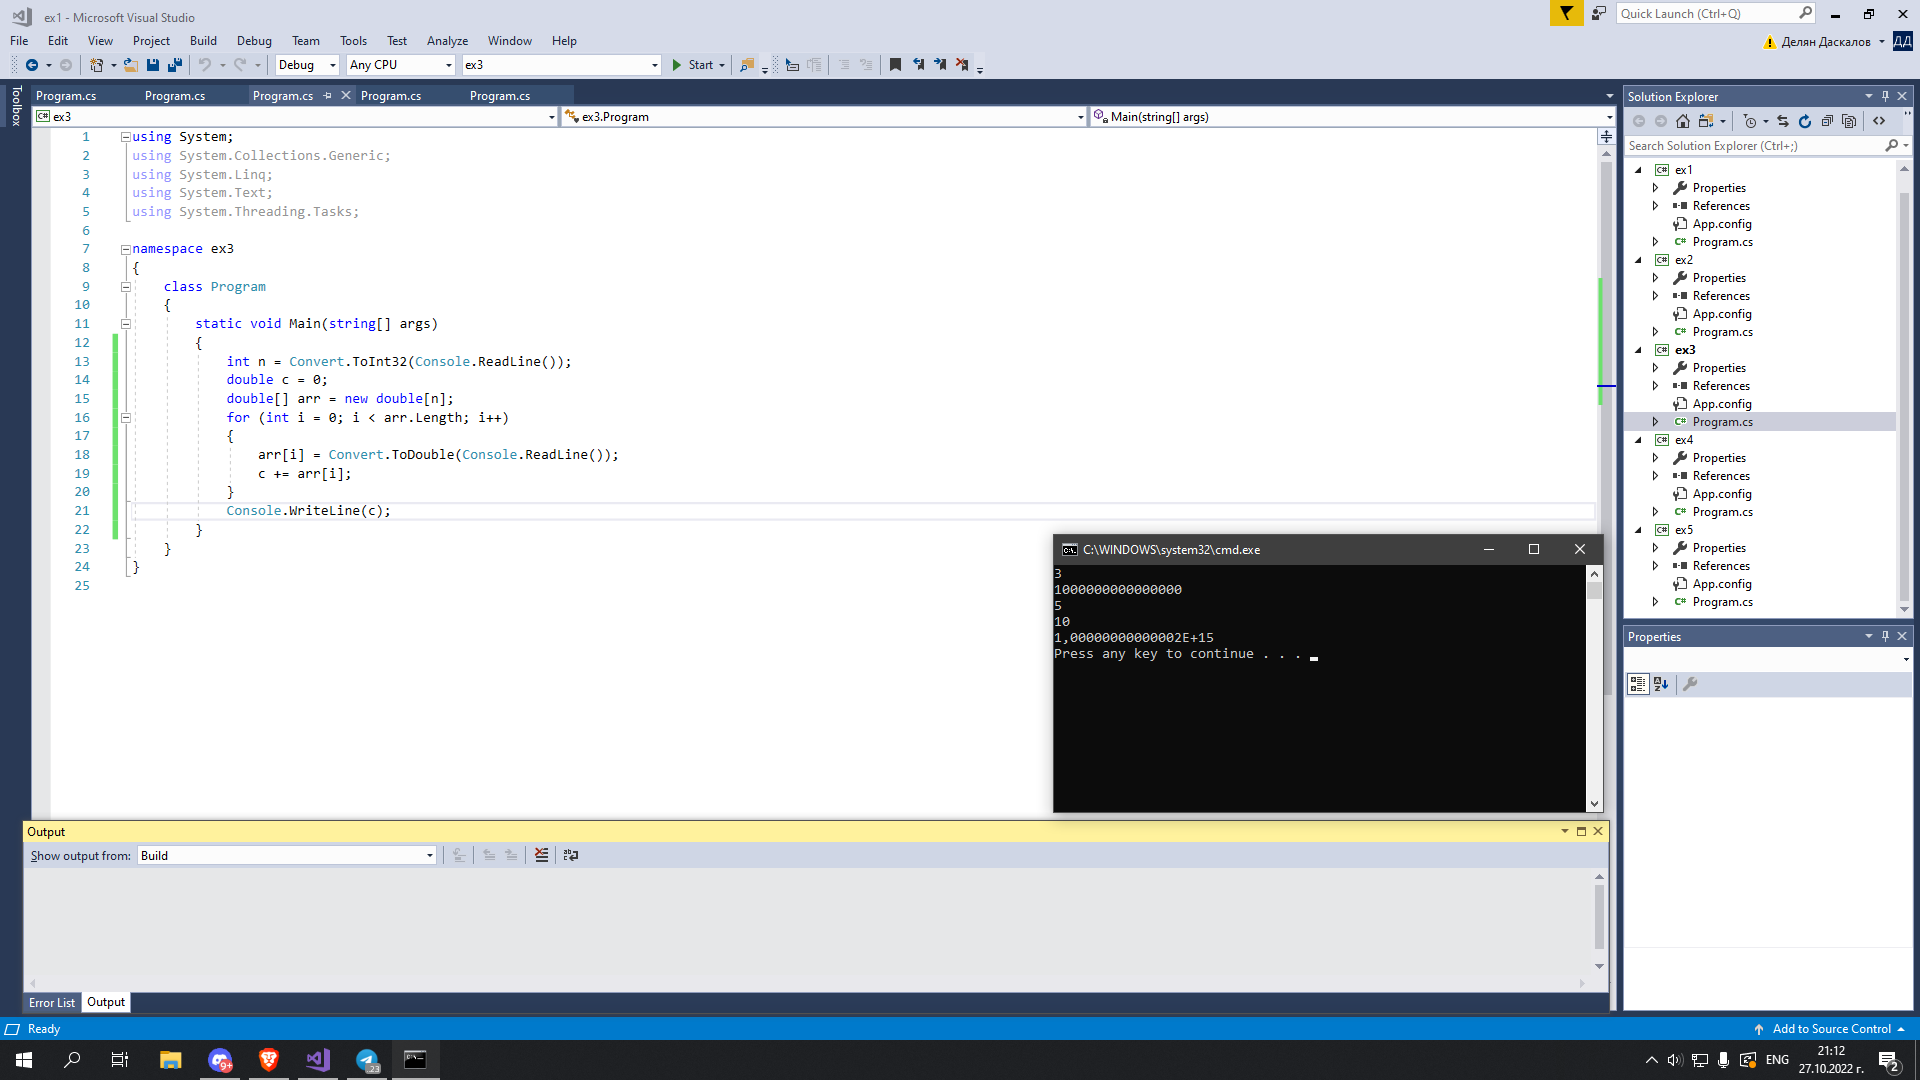 ex1 - Microsoft Visual Studio
Quick Launch (Ctrl+Q)
File Edit View Project Build Debug Team Tools Test Analyze Window Help
Делян Даскалов ДД
Debug Any CPU ex3 Start
Toolbox
Program.cs Program.cs Program.cs Program.cs Program.cs
ex3 ex3.Program Main(string[] args)
1 using System;
2 using System.Collections.Generic;
3 using System.Linq;
4 using System.Text;
5 using System.Threading.Tasks;
6
7 namespace ex3
8 {
9 class Program
10 {
11 static void Main(string[] args)
12 {
13 int n = Convert.ToInt32(Console.ReadLine());
14 double c = 0;
15 double[] arr = new double[n];
16 for (int i = 0; i < arr.Length; i++)
17 {
18 arr[i] = Convert.ToDouble(Console.ReadLine());
19 c += arr[i];
20 }
21 Console.WriteLine(c);
22 }
23 }
24 }
25
C:\WINDOWS\system32\cmd.exe
3
1000000000000000
5
10
1,00000000000002E+15
Press any key to continue . . .
Solution Explorer
Search Solution Explorer (Ctrl+;)
ex1
Properties
References
App.config
Program.cs
ex2
Properties
References
App.config
Program.cs
ex3
Properties
References
App.config
Program.cs
ex4
Properties
References
App.config
Program.cs
ex5
Properties
References
App.config
Program.cs
Properties
Output
Show output from: Build
Error List Output
Ready
Add to Source Control
9+
23
ENG
21:12
27.10.2022 г.
2